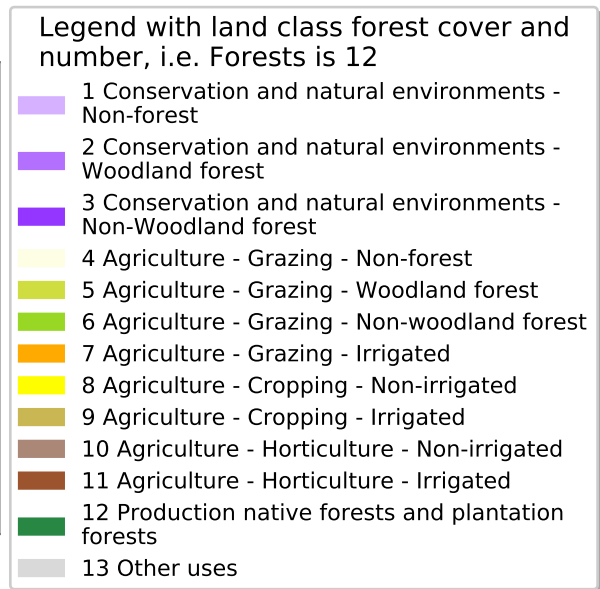 Legend with land class forest cover and
number, i.e. Forests is 12
1 Conservation and natural environments -
Non-forest
2 Conservation and natural environments -
Woodland forest
3 Conservation and natural environments -
Non-Woodland forest
4 Agriculture - Grazing - Non-forest
5 Agriculture - Grazing - Woodland forest
6 Agriculture - Grazing - Non-woodland forest
7 Agriculture - Grazing - Irrigated
8 Agriculture - Cropping - Non-irrigated
9 Agriculture - Cropping - Irrigated
10 Agriculture - Horticulture - Non-irrigated
11 Agriculture - Horticulture - Irrigated
12 Production native forests and plantation
forests
13 Other uses